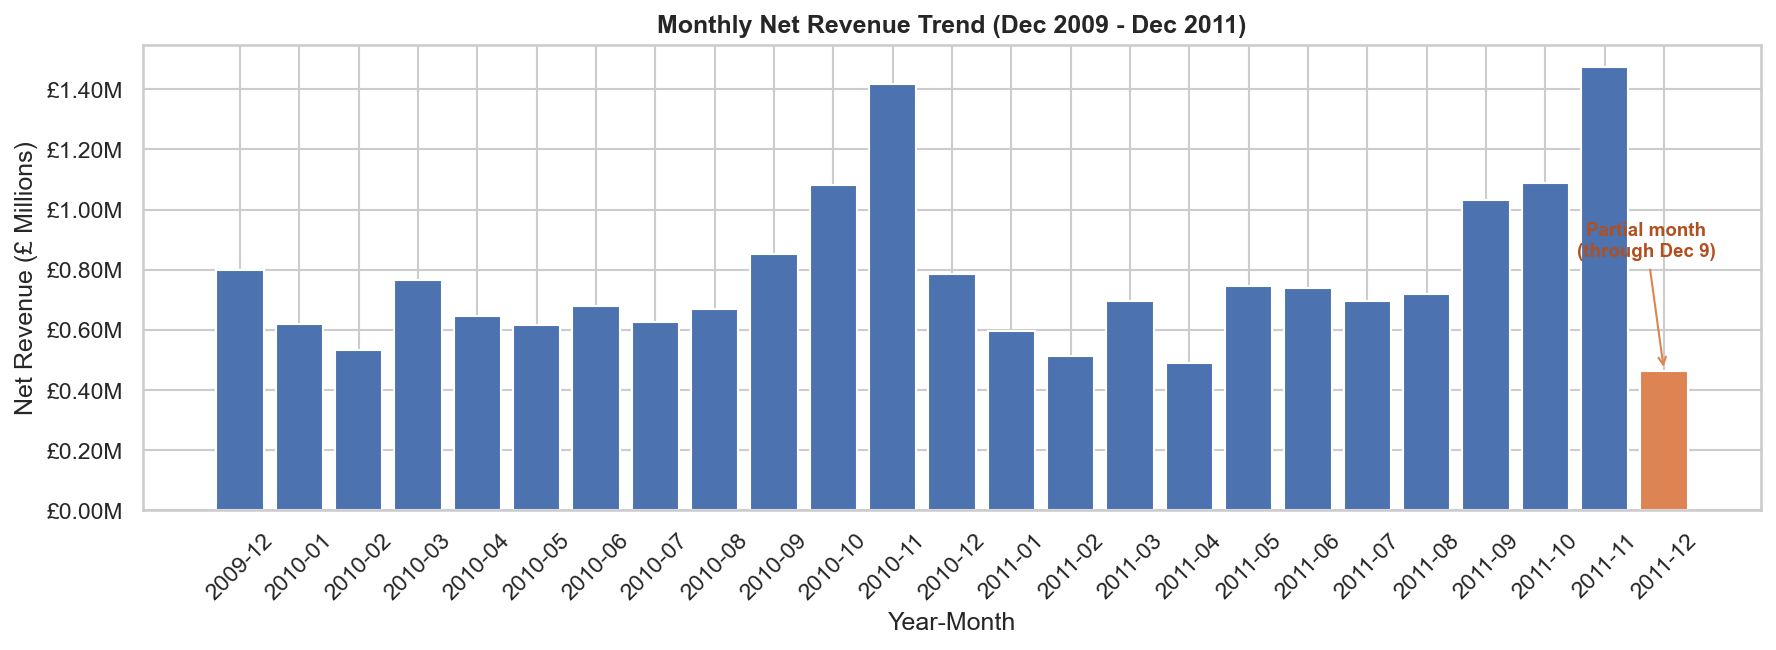 Monthly Net Revenue Trend (Dec 2009 - Dec 2011)
Net Revenue (£ Millions)
£1.40M
£1.20M
£1.00M
£0.80M
£0.60M
£0.40M
£0.20M
£0.00M
Partial month
(through Dec 9)
2009-12
2010-01
2010-02
2010-03
2010-04
2010-05
2010-06
2010-07
2010-08
2010-09
2010-10
2010-11
2010-12
2011-01
2011-02
2011-03
2011-04
2011-05
2011-06
2011-07
2011-08
2011-09
2011-10
2011-11
2011-12
Year-Month